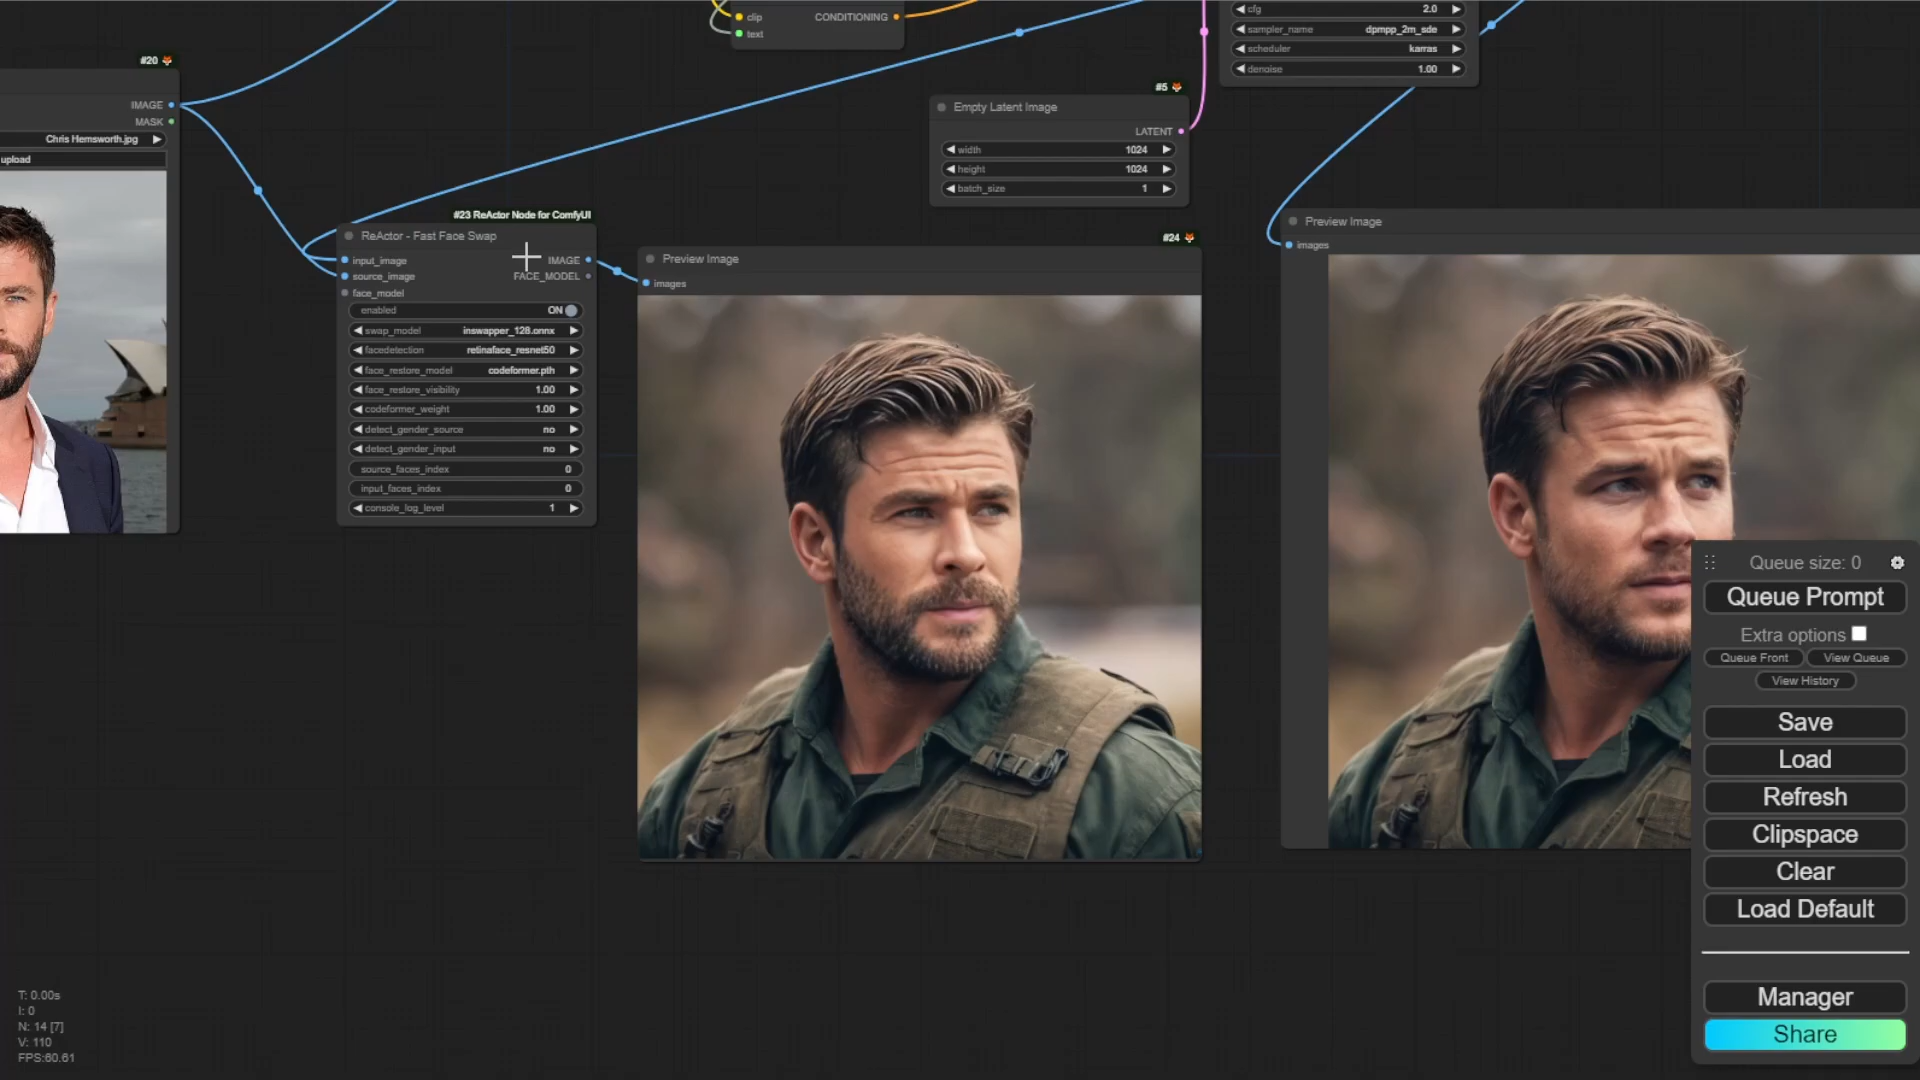 #20
IMAGE
MASK
Chris Hemsworth.jpg
upload
clip
CONDITIONING
text
cfg 2.0
sampler_name dpmpp_2m_sde
scheduler karras
denoise 1.00
#5
Empty Latent Image
LATENT
width 1024
height 1024
batch_size 1
#23 ReActor Node for ComfyUI
ReActor - Fast Face Swap
input_image IMAGE
source_image FACE_MODEL
face_model
enabled ON
swap_model inswapper_128.onnx
facedetection retinaface_resnet50
face_restore_model codeformer.pth
face_restore_visibility 1.00
codeformer_weight 1.00
detect_gender_source no
detect_gender_input no
source_faces_index 0
input_faces_index 0
console_log_level 1
#24
Preview Image
images
Preview Image
images
Queue size: 0
Queue Prompt
Extra options
Queue Front View Queue
View History
Save
Load
Refresh
Clipspace
Clear
Load Default
Manager
Share
T: 0.00s
I: 0
N: 14 [7]
V: 110
FPS:60.61